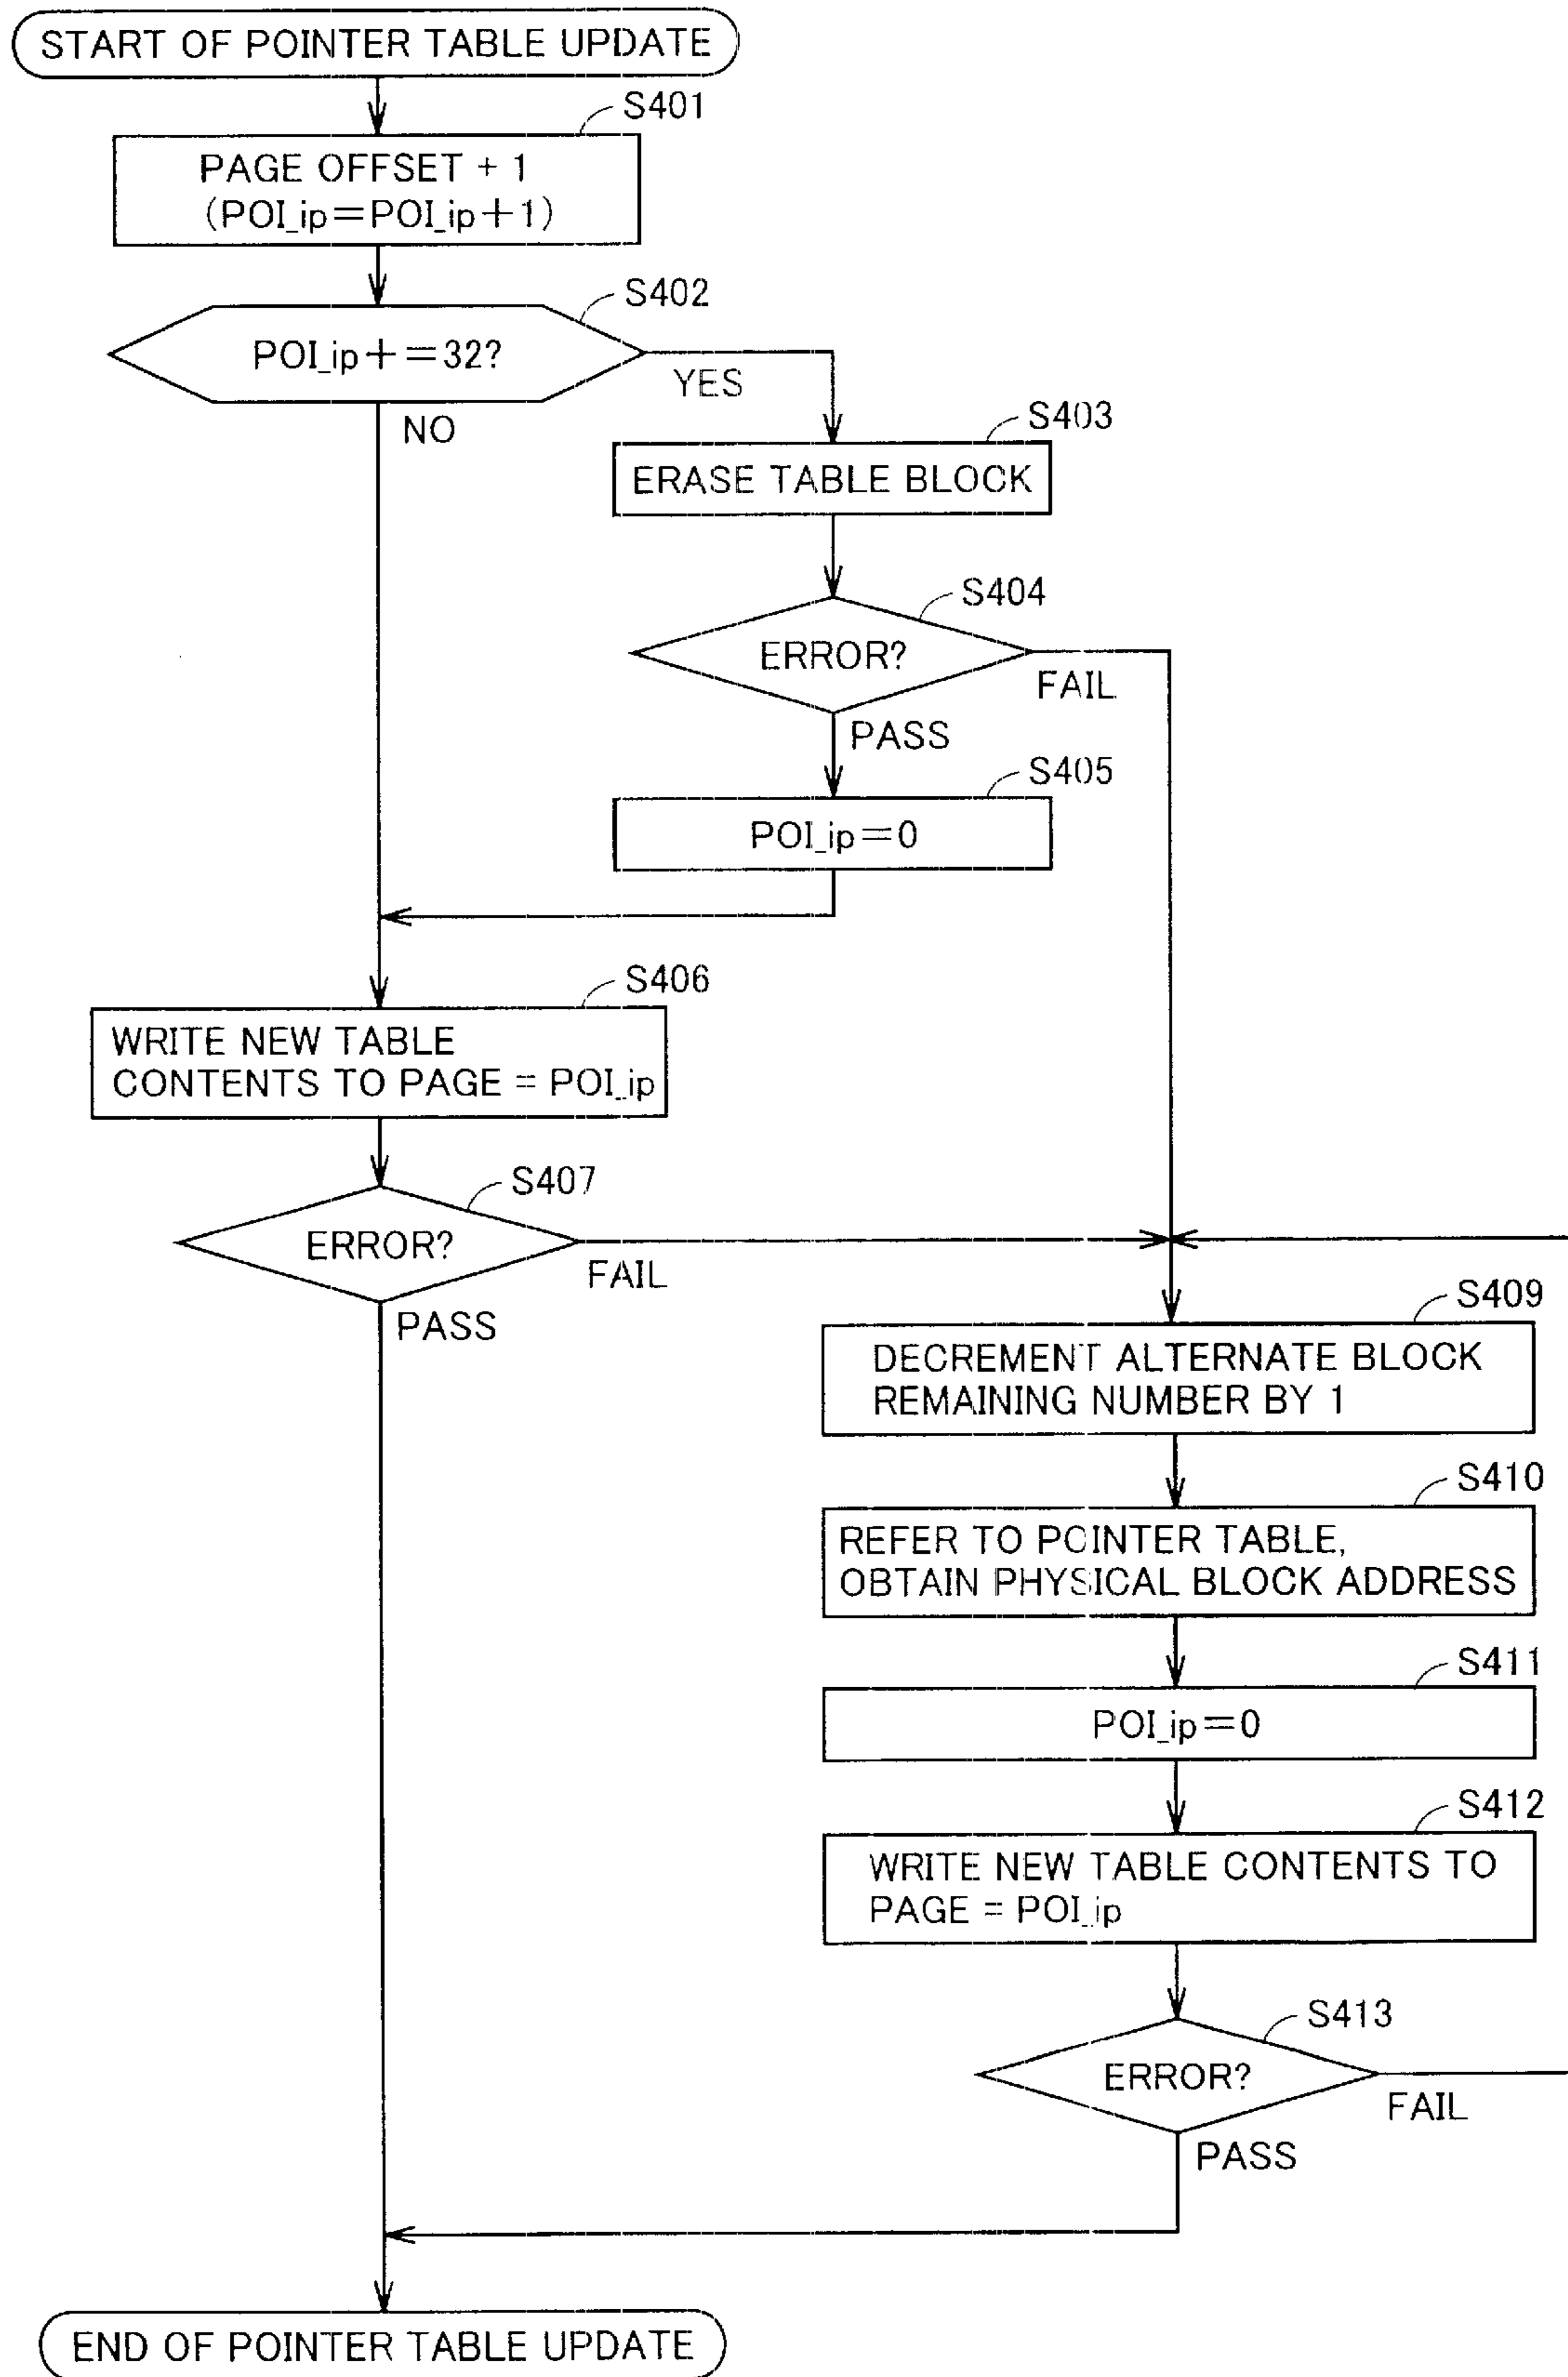 START OF POINTER TABLE UPDATE
S401
PAGE OFFSET + 1
(POI_ip=POI_ip+1)
S402
POI_ip+=32?
YES
NO
S403
ERASE TABLE BLOCK
S404
ERROR?
FAIL
PASS
S405
POI_ip=0
S406
WRITE NEW TABLE
CONTENTS TO PAGE = POI_ip
S407
ERROR?
FAIL
PASS
S409
DECREMENT ALTERNATE BLOCK
REMAINING NUMBER BY 1
S410
REFER TO POINTER TABLE,
OBTAIN PHYSICAL BLOCK ADDRESS
S411
POI_ip=0
S412
WRITE NEW TABLE CONTENTS TO
PAGE = POI_ip
S413
ERROR?
FAIL
PASS
END OF POINTER TABLE UPDATE